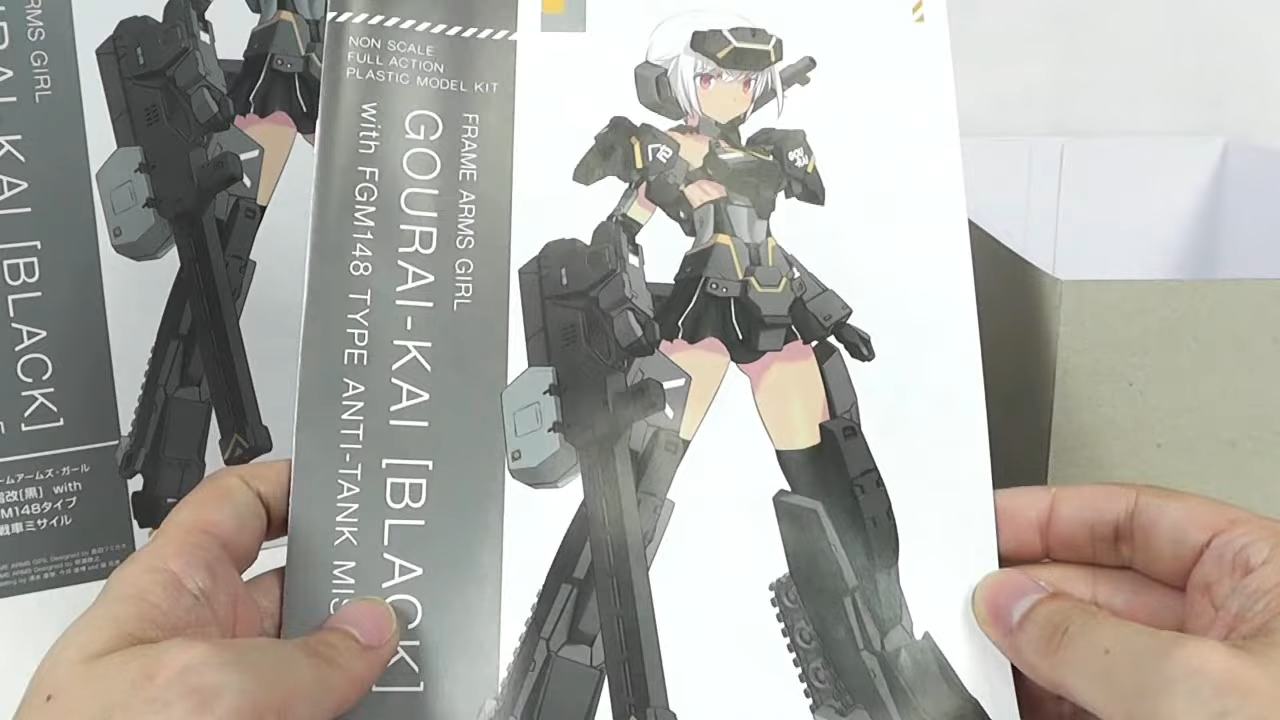 NON SCALE
FULL ACTION
PLASTIC MODEL KIT
FRAME ARMS GIRL
GOURAI-KAI [BLACK]
with FGM148 TYPE ANTI-TANK MIS
RMS GIRL
RAI-KAI [BLACK]
ームアームズ・ガール
改[黒] with
M148タイプ
戦車ミサイル